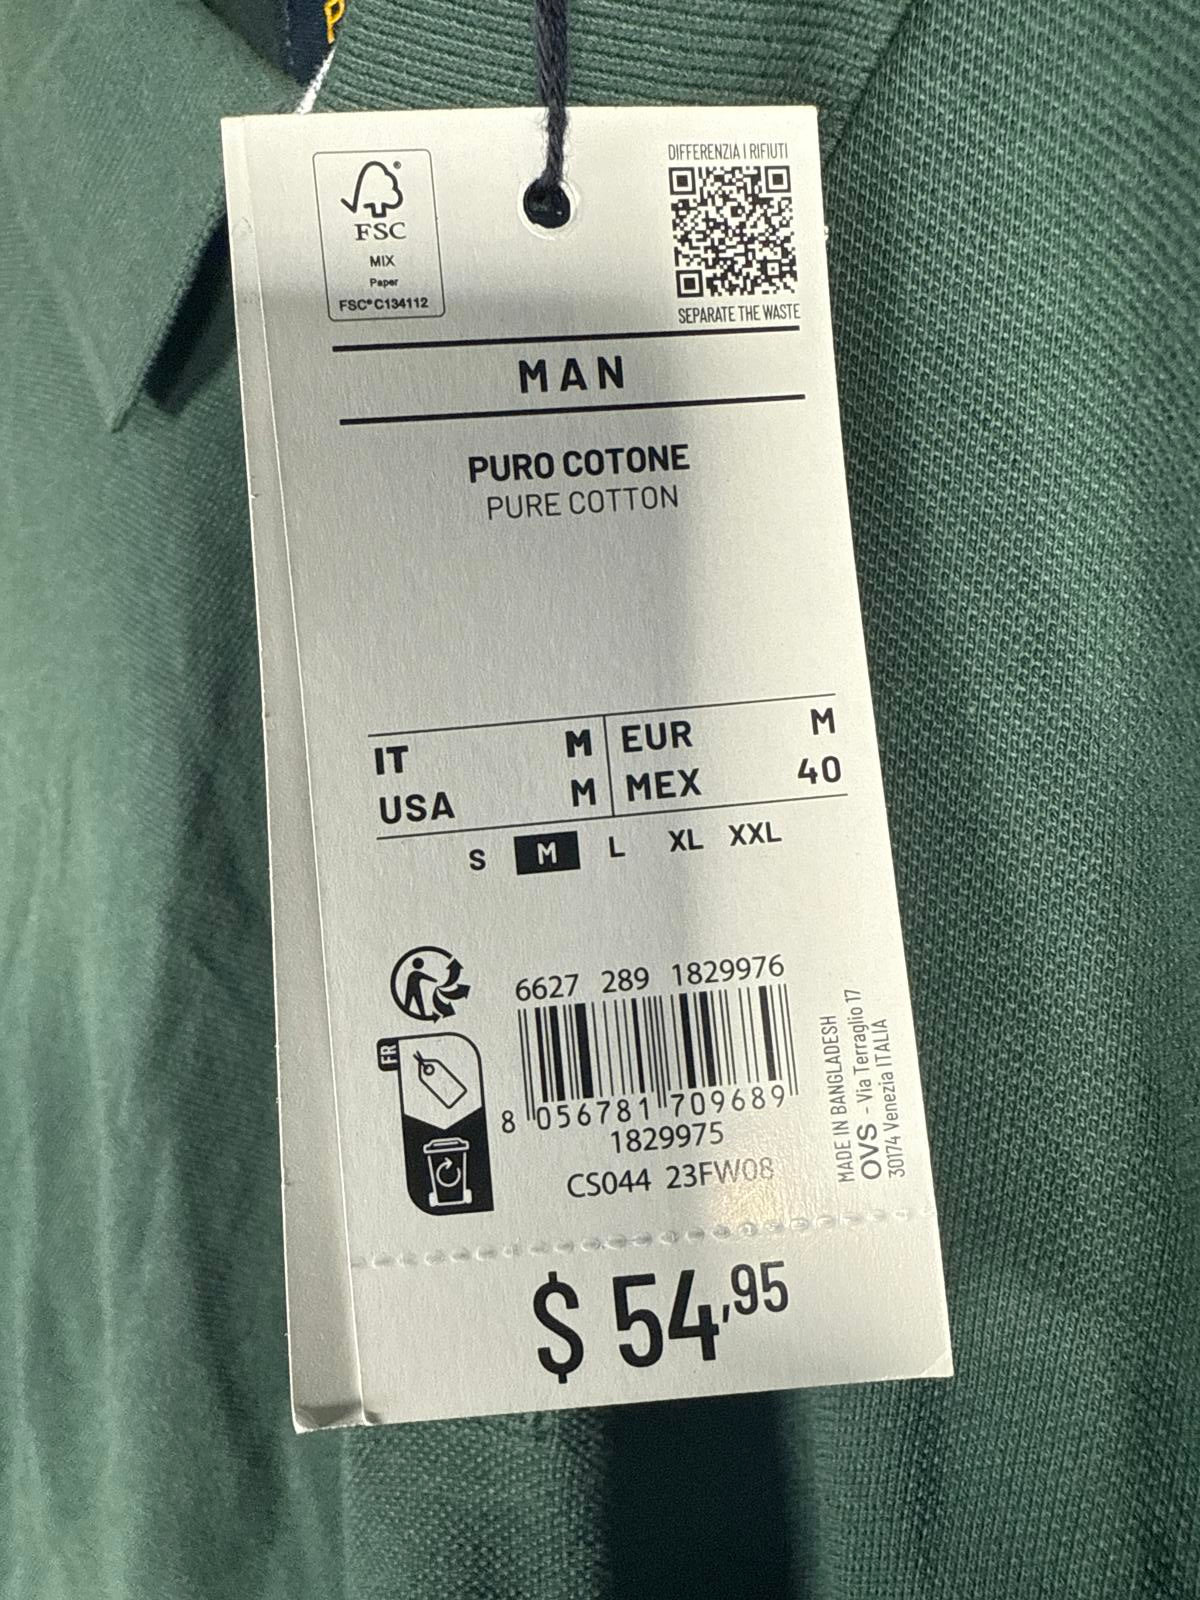 P
FSC®
MIX
Paper
FSC® C134112
DIFFERENZIA I RIFIUTI
SEPARATE THE WASTE
MAN
PURO COTONE
PURE COTTON
IT M EUR M
USA M MEX 40
S M L XL XXL
6627 289 1829976
8 056781 709689
1829975
CS044 23FW08
FR
MADE IN BANGLADESH
OVS - Via Terraglio 17
30174 Venezia ITALIA
$ 54,95